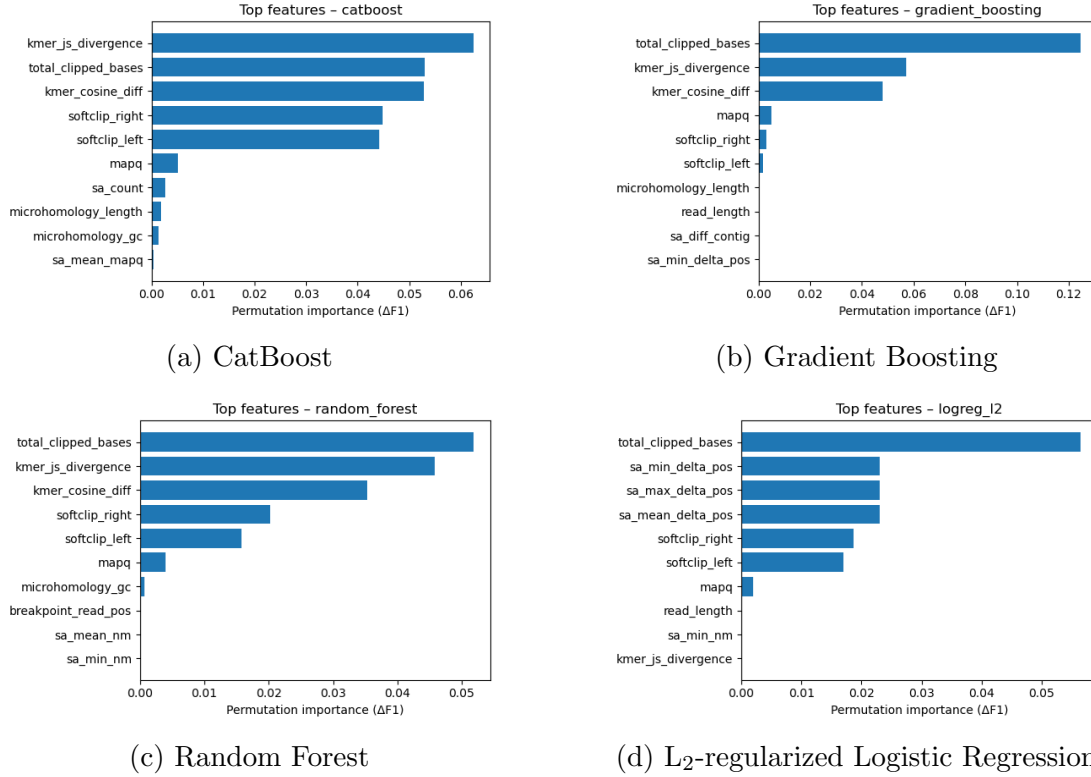 Top features – catboost
kmer_js_divergence
total_clipped_bases
kmer_cosine_diff
softclip_right
softclip_left
mapq
sa_count
microhomology_length
microhomology_gc
sa_mean_mapq
0.00 0.01 0.02 0.03 0.04 0.05 0.06
Permutation importance (ΔF1)
(a) CatBoost
Top features – gradient_boosting
total_clipped_bases
kmer_js_divergence
kmer_cosine_diff
mapq
softclip_right
softclip_left
microhomology_length
read_length
sa_diff_contig
sa_min_delta_pos
0.00 0.02 0.04 0.06 0.08 0.10 0.12
Permutation importance (ΔF1)
(b) Gradient Boosting
Top features – random_forest
total_clipped_bases
kmer_js_divergence
kmer_cosine_diff
softclip_right
softclip_left
mapq
microhomology_gc
breakpoint_read_pos
sa_mean_nm
sa_min_nm
0.00 0.01 0.02 0.03 0.04 0.05
Permutation importance (ΔF1)
(c) Random Forest
Top features – logreg_l2
total_clipped_bases
sa_min_delta_pos
sa_max_delta_pos
sa_mean_delta_pos
softclip_right
softclip_left
mapq
read_length
sa_min_nm
kmer_js_divergence
0.00 0.01 0.02 0.03 0.04 0.05
Permutation importance (ΔF1)
(d) L₂-regularized Logistic Regression